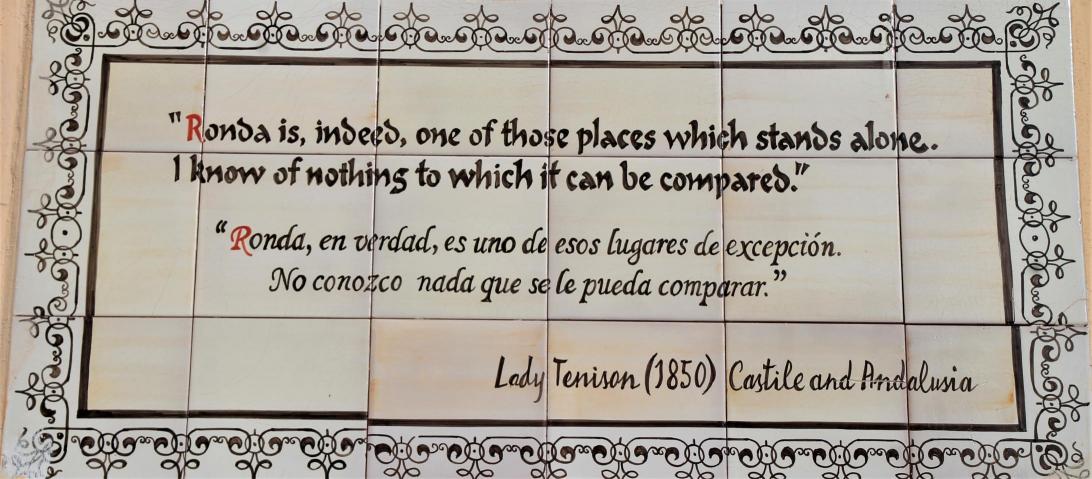 "Ronda is, indeed, one of those places which stands alone.
I know of nothing to which it can be compared."
"Ronda, en verdad, es uno de esos lugares de excepción.
No conozco nada que se le pueda comparar."
Lady Tenison (1850) Castile and Andalusia